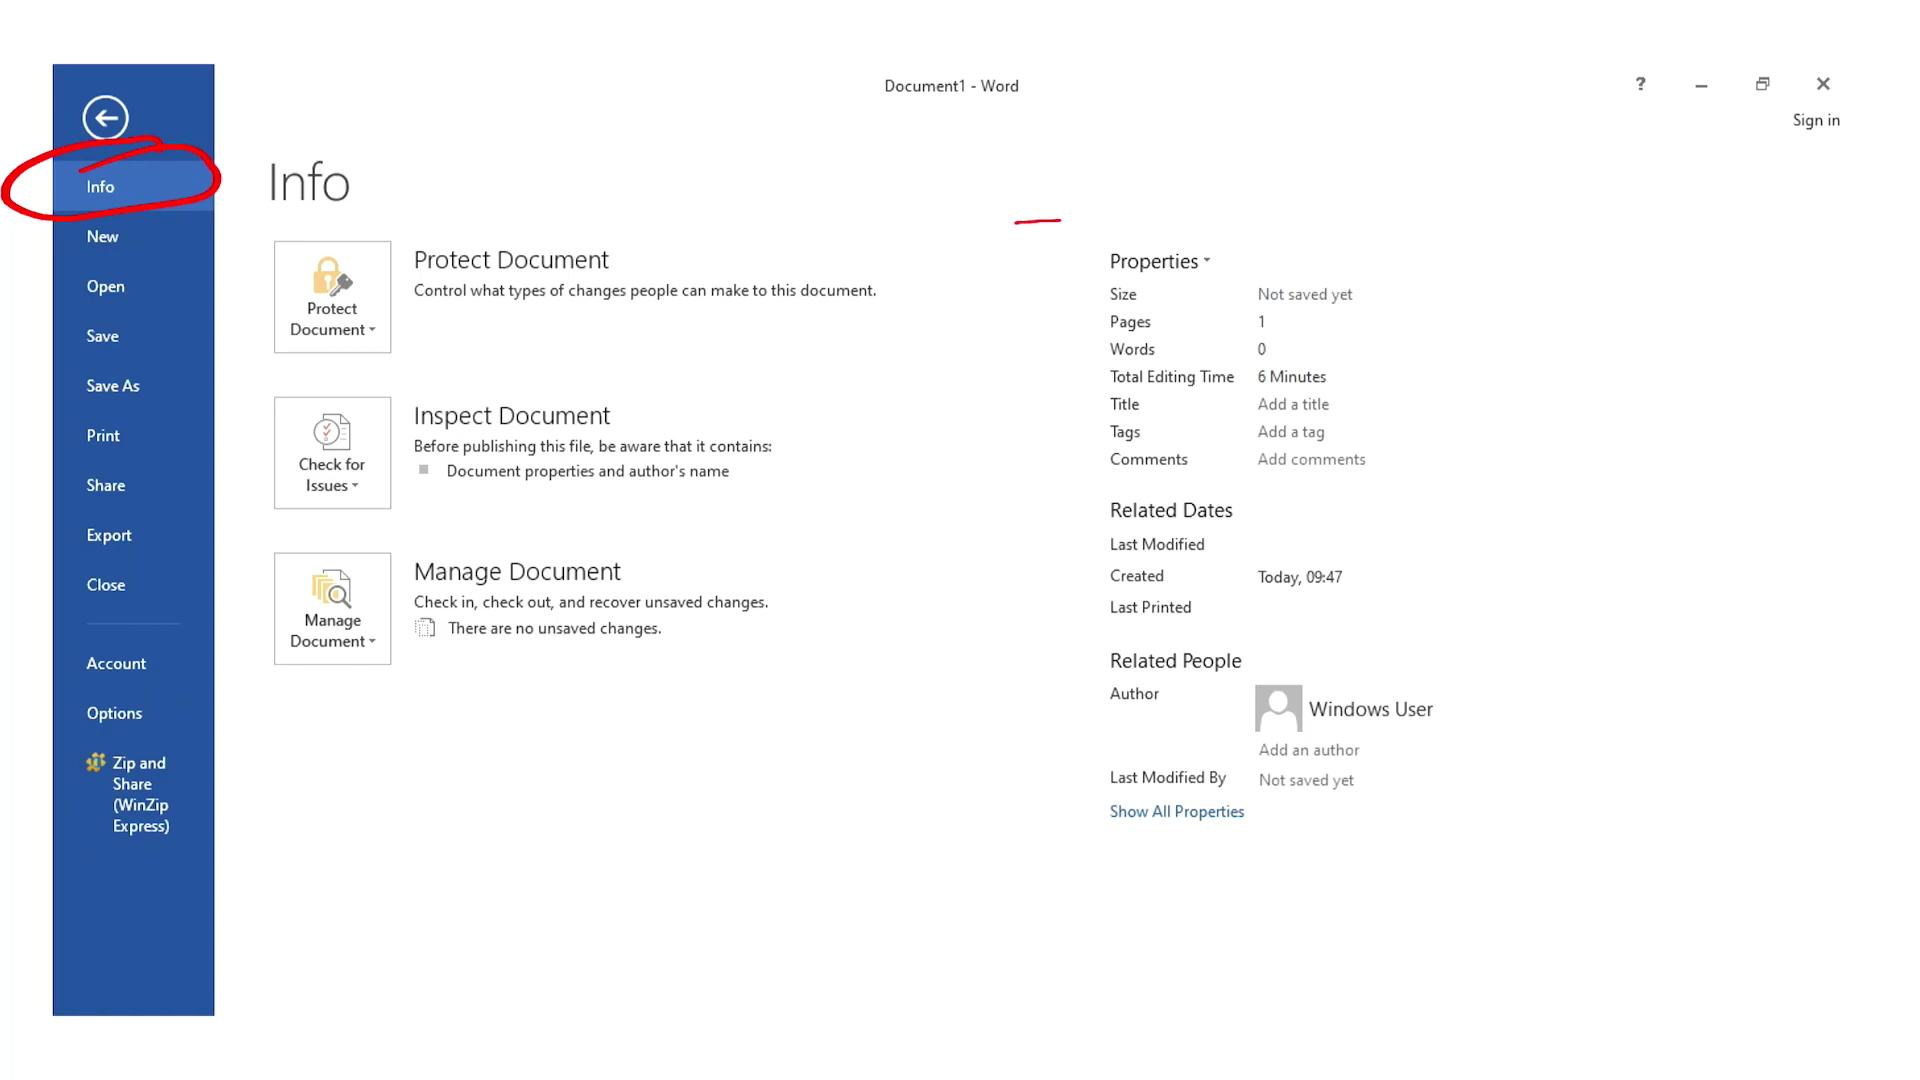 Document1 - Word
?
Sign in
Info
New
Open
Save
Save As
Print
Share
Export
Close
Account
Options
Zip and
Share
(WinZip
Express)
Info
Protect
Document
Protect Document
Control what types of changes people can make to this document.
Check for
Issues
Inspect Document
Before publishing this file, be aware that it contains:
Document properties and author's name
Manage
Document
Manage Document
Check in, check out, and recover unsaved changes.
There are no unsaved changes.
Properties
Size Not saved yet
Pages 1
Words 0
Total Editing Time 6 Minutes
Title Add a title
Tags Add a tag
Comments Add comments
Related Dates
Last Modified
Created Today, 09:47
Last Printed
Related People
Author Windows User
Add an author
Last Modified By Not saved yet
Show All Properties